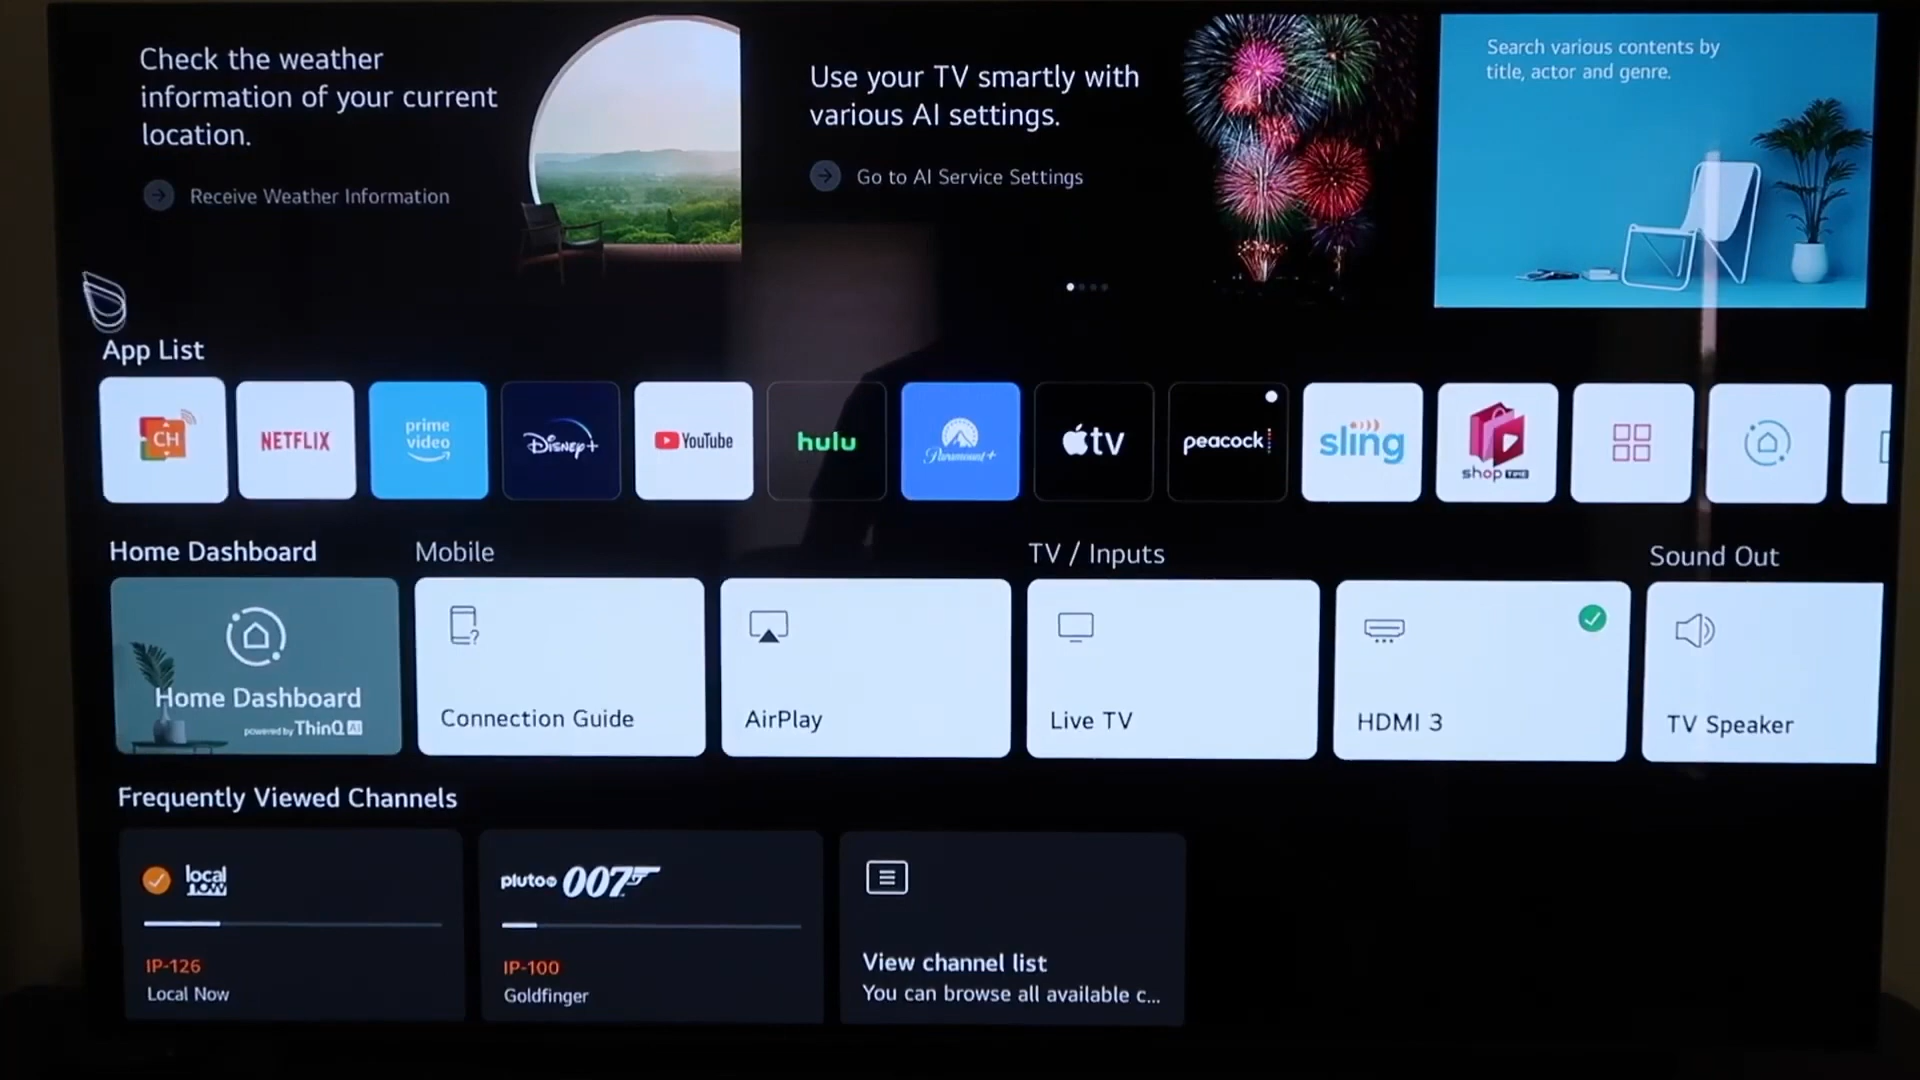 Check the weather
information of your current
location.
Receive Weather Information
Use your TV smartly with
various AI settings.
Go to AI Service Settings
Search various contents by
title, actor and genre.
App List
CH
NETFLIX
prime
video
Disney+
YouTube
hulu
Paramount+
tv
peacock
sling
shop TIME
Home Dashboard
Mobile
TV / Inputs
Sound Out
Home Dashboard
powered by ThinQ AI
Connection Guide
AirPlay
Live TV
HDMI 3
TV Speaker
Frequently Viewed Channels
local
now
pluto tv 007
IP-126
Local Now
IP-100
Goldfinger
View channel list
You can browse all available c...